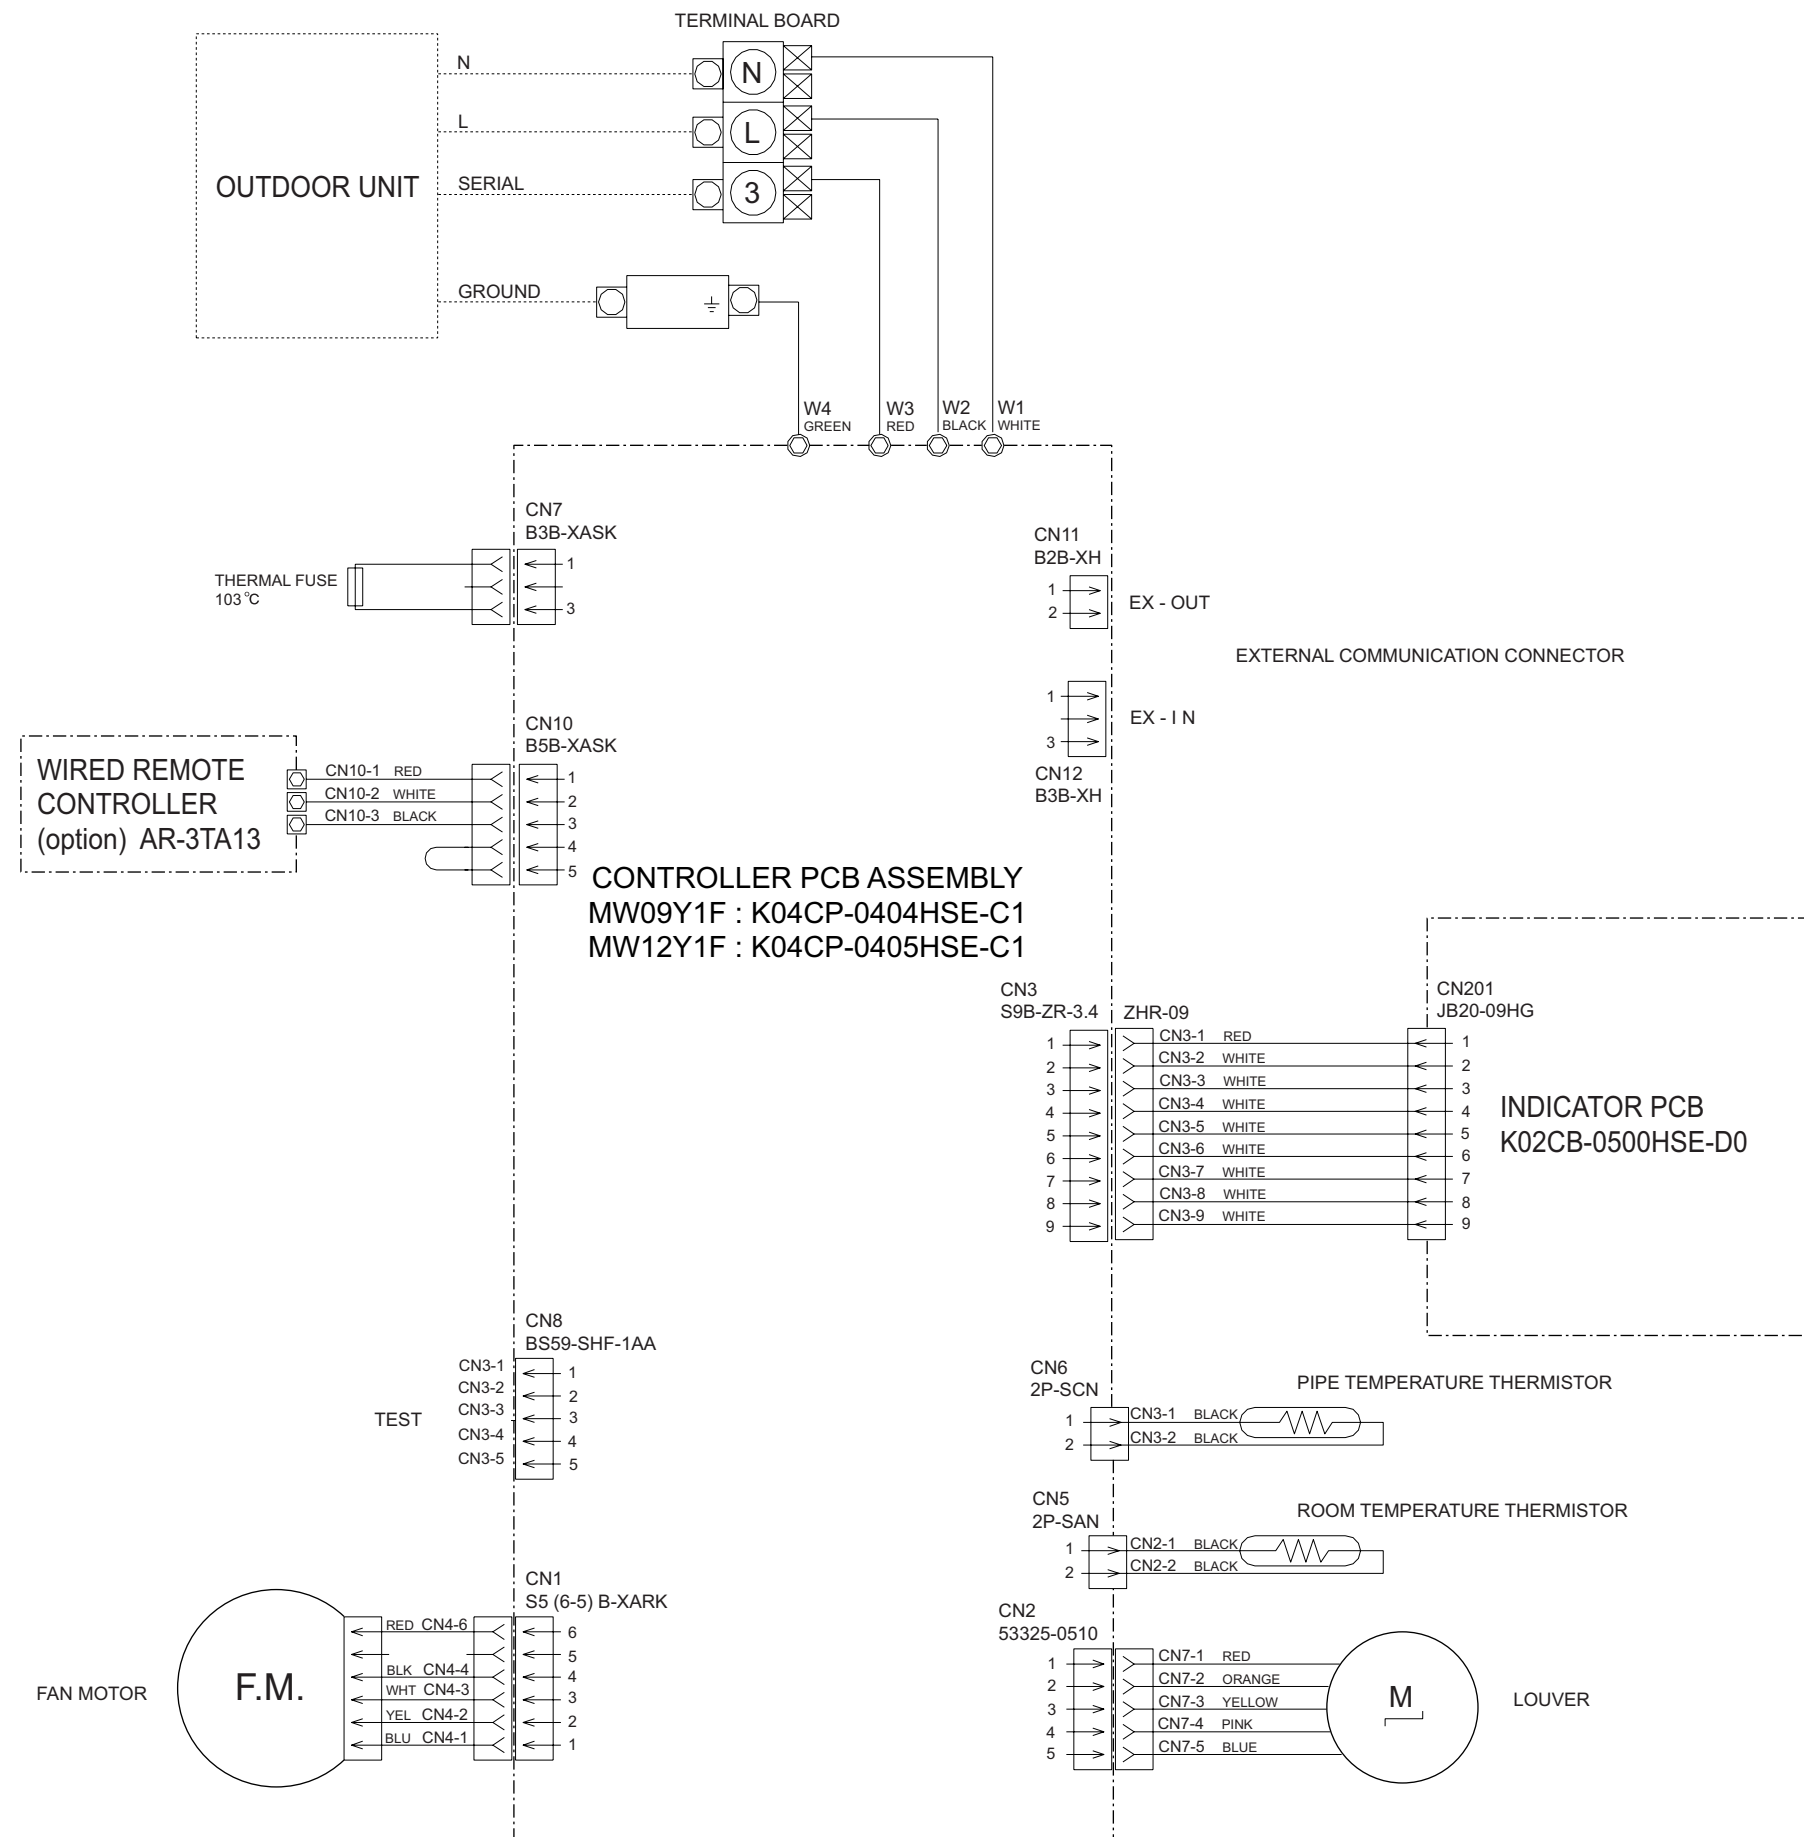 TERMINAL BOARD
N
L
SERIAL
GROUND
OUTDOOR UNIT
N
L
3
W4
GREEN
W3
RED
W2
BLACK
W1
WHITE
CN7
B3B-XASK
1
3
THERMAL FUSE
103°C
CN11
B2B-XH
1
2
EX - OUT
EXTERNAL COMMUNICATION CONNECTOR
1
3
EX - I N
CN12
B3B-XH
WIRED REMOTE
CONTROLLER
(option) AR-3TA13
CN10-1 RED
CN10-2 WHITE
CN10-3 BLACK
CN10
B5B-XASK
1
2
3
4
5
CONTROLLER PCB ASSEMBLY
MW09Y1F : K04CP-0404HSE-C1
MW12Y1F : K04CP-0405HSE-C1
CN3
S9B-ZR-3.4
1
2
3
4
5
6
7
8
9
ZHR-09
CN3-1 RED
CN3-2 WHITE
CN3-3 WHITE
CN3-4 WHITE
CN3-5 WHITE
CN3-6 WHITE
CN3-7 WHITE
CN3-8 WHITE
CN3-9 WHITE
CN201
JB20-09HG
1
2
3
4
5
6
7
8
9
INDICATOR PCB
K02CB-0500HSE-D0
CN8
BS59-SHF-1AA
TEST
CN3-1
CN3-2
CN3-3
CN3-4
CN3-5
1
2
3
4
5
CN6
2P-SCN
1
2
CN3-1 BLACK
CN3-2 BLACK
PIPE TEMPERATURE THERMISTOR
CN5
2P-SAN
1
2
CN2-1 BLACK
CN2-2 BLACK
ROOM TEMPERATURE THERMISTOR
CN1
S5 (6-5) B-XARK
FAN MOTOR
F.M.
RED CN4-6
BLK CN4-4
WHT CN4-3
YEL CN4-2
BLU CN4-1
6
5
4
3
2
1
CN2
53325-0510
1
2
3
4
5
CN7-1 RED
CN7-2 ORANGE
CN7-3 YELLOW
CN7-4 PINK
CN7-5 BLUE
M
LOUVER